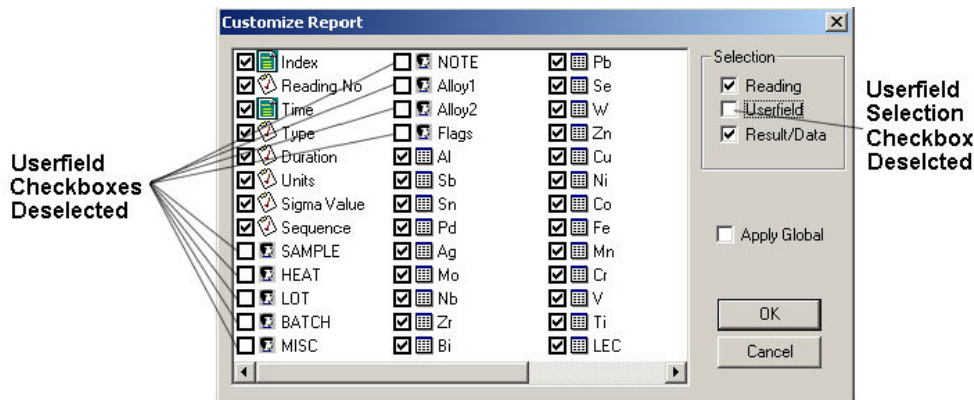 Customize Report
Index
Reading No
Time
Type
Duration
Units
Sigma Value
Sequence
SAMPLE
HEAT
LOT
BATCH
MISC
NOTE
Alloy1
Alloy2
Flags
Al
Sb
Sn
Pd
Ag
Mo
Nb
Zr
Bi
Pb
Se
W
Zn
Cu
Ni
Co
Fe
Mn
Cr
V
Ti
LEC
Selection
Reading
Userfield
Result/Data
Apply Global
OK
Cancel
Userfield
Checkboxes
Deselected
Userfield
Selection
Checkbox
Deselcted